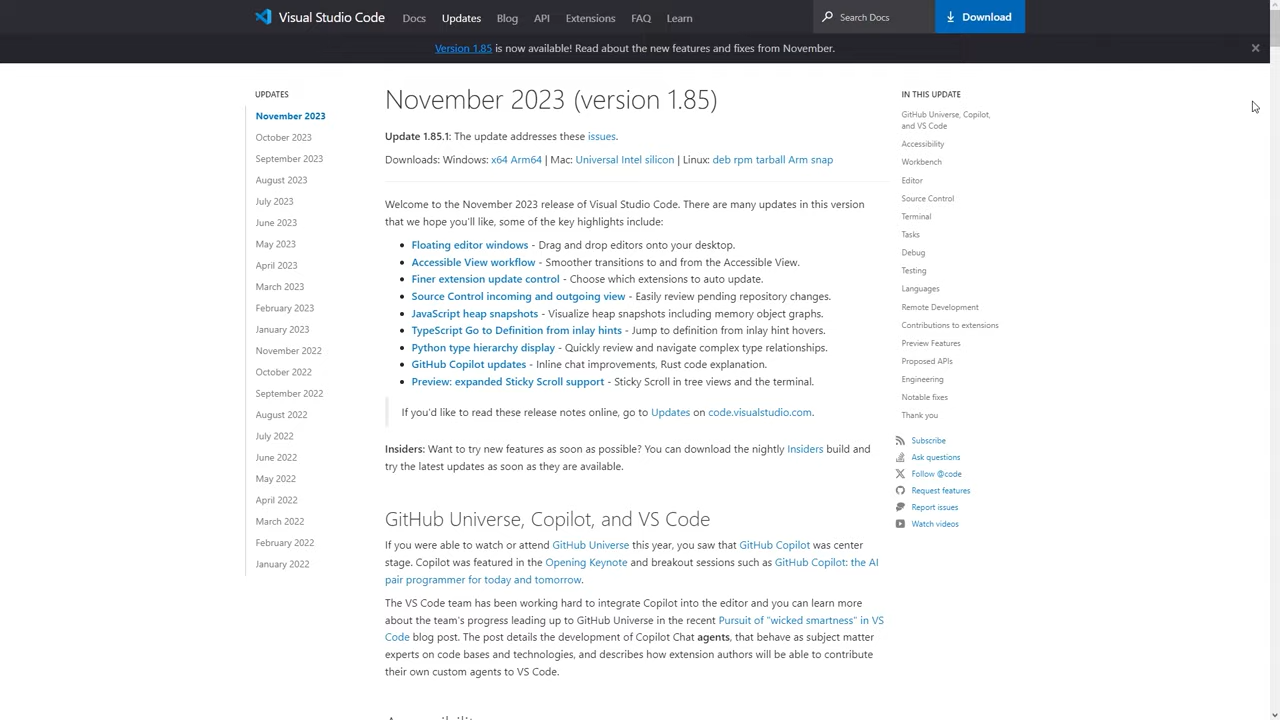 Visual Studio Code Docs Updates Blog API Extensions FAQ Learn Search Docs Download
Version 1.85 is now available! Read about the new features and fixes from November.
UPDATES
November 2023
October 2023
September 2023
August 2023
July 2023
June 2023
May 2023
April 2023
March 2023
February 2023
January 2023
November 2022
October 2022
September 2022
August 2022
July 2022
June 2022
May 2022
April 2022
March 2022
February 2022
January 2022
November 2023 (version 1.85)
Update 1.85.1: The update addresses these issues.
Downloads: Windows: x64 Arm64 | Mac: Universal Intel silicon | Linux: deb rpm tarball Arm snap
Welcome to the November 2023 release of Visual Studio Code. There are many updates in this version
that we hope you'll like, some of the key highlights include:
• Floating editor windows - Drag and drop editors onto your desktop.
• Accessible View workflow - Smoother transitions to and from the Accessible View.
• Finer extension update control - Choose which extensions to auto update.
• Source Control incoming and outgoing view - Easily review pending repository changes.
• JavaScript heap snapshots - Visualize heap snapshots including memory object graphs.
• TypeScript Go to Definition from inlay hints - Jump to definition from inlay hint hovers.
• Python type hierarchy display - Quickly review and navigate complex type relationships.
• GitHub Copilot updates - Inline chat improvements, Rust code explanation.
• Preview: expanded Sticky Scroll support - Sticky Scroll in tree views and the terminal.
If you'd like to read these release notes online, go to Updates on code.visualstudio.com.
Insiders: Want to try new features as soon as possible? You can download the nightly Insiders build and
try the latest updates as soon as they are available.
GitHub Universe, Copilot, and VS Code
If you were able to watch or attend GitHub Universe this year, you saw that GitHub Copilot was center
stage. Copilot was featured in the Opening Keynote and breakout sessions such as GitHub Copilot: the AI
pair programmer for today and tomorrow.
The VS Code team has been working hard to integrate Copilot into the editor and you can learn more
about the team's progress leading up to GitHub Universe in the recent Pursuit of "wicked smartness" in VS
Code blog post. The post details the development of Copilot Chat agents, that behave as subject matter
experts on code bases and technologies, and describes how extension authors will be able to contribute
their own custom agents to VS Code.
IN THIS UPDATE
GitHub Universe, Copilot,
and VS Code
Accessibility
Workbench
Editor
Source Control
Terminal
Tasks
Debug
Testing
Languages
Remote Development
Contributions to extensions
Preview Features
Proposed APIs
Engineering
Notable fixes
Thank you
Subscribe
Ask questions
Follow @code
Request features
Report issues
Watch videos